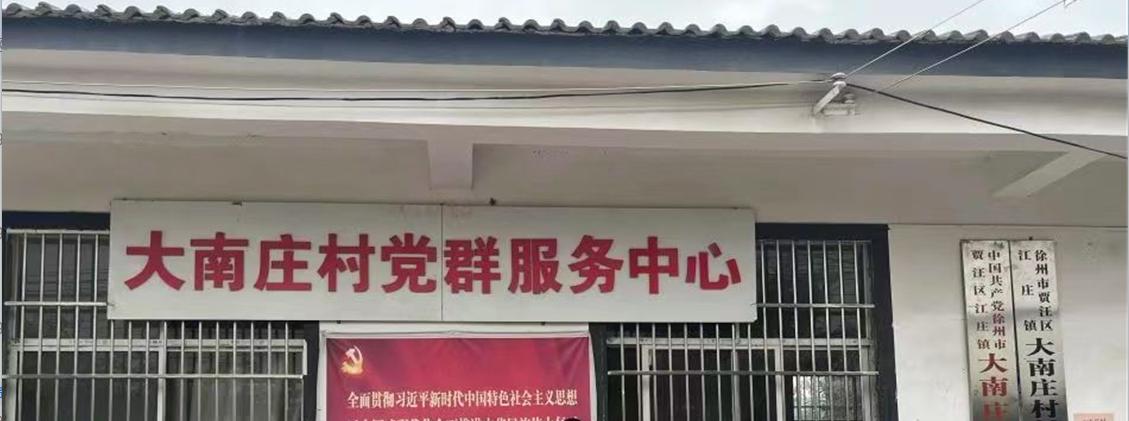 大南庄村党群服务中心
全面贯彻习近平新时代中国特色社会主义思想
中国共产党徐州市
贾汪区江庄镇
大南庄
徐州市贾汪区
江庄镇
大南庄村